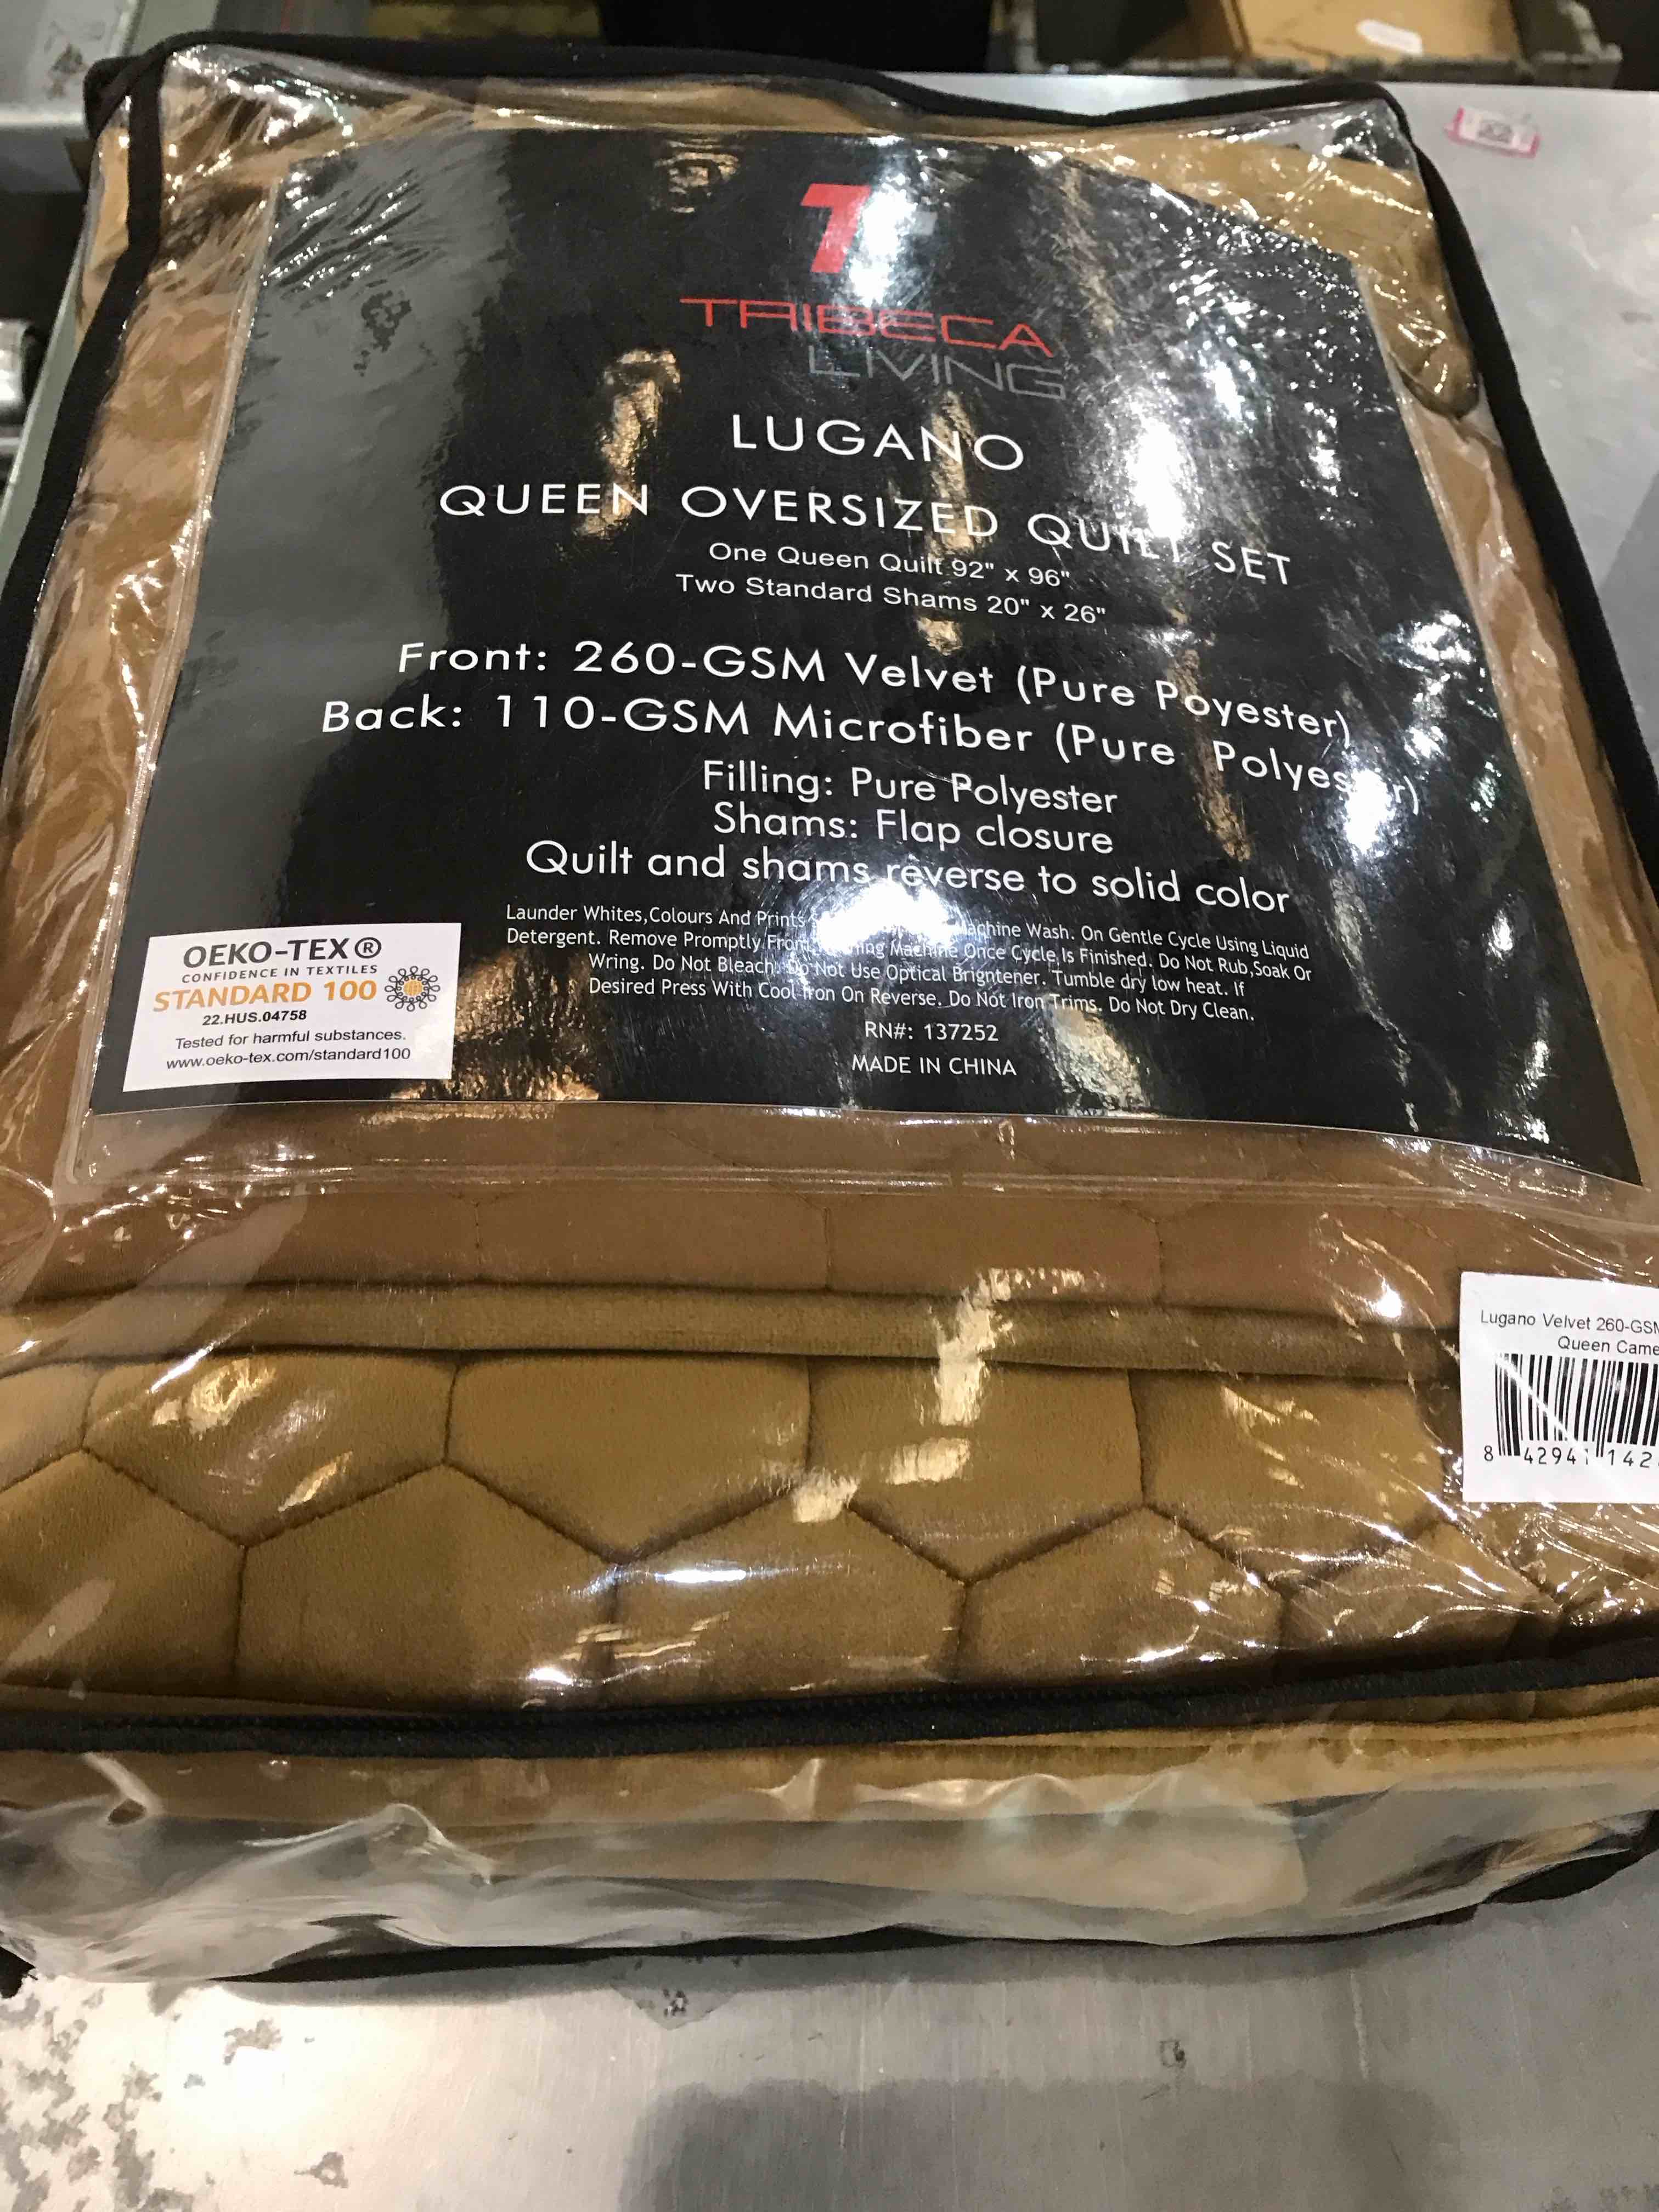 TRIBECA
LIVING
LUGANO
QUEEN OVERSIZED QUILT SET
One Queen Quilt 92" x 96"
Two Standard Shams 20" x 26"
Front: 260-GSM Velvet (Pure Poyester)
Back: 110-GSM Microfiber (Pure Polyester)
Filling: Pure Polyester
Shams: Flap closure
Quilt and shams reverse to solid color
Launder Whites,Colours And Prints Machine Wash. On Gentle Cycle Using Liquid
Detergent. Remove Promptly From Machine Once Cycle Is Finished. Do Not Rub,Soak Or
Wring. Do Not Bleach. Do Not Use Optical Brigntener. Tumble dry low heat. If
Desired Press With Cool Iron On Reverse. Do Not Iron Trims. Do Not Dry Clean.
RN#: 137252
MADE IN CHINA
OEKO-TEX®
CONFIDENCE IN TEXTILES
STANDARD 100
22.HUS.04758
Tested for harmful substances.
www.oeko-tex.com/standard100
Lugano Velvet 260-GSM
Queen Came
8 42941 142